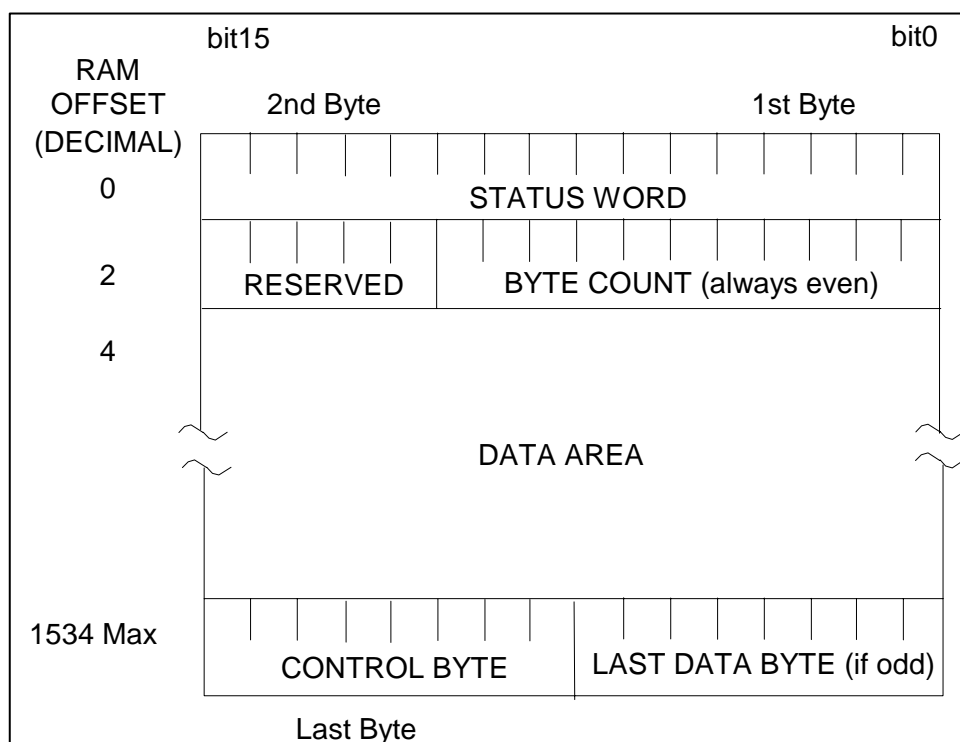 bit15 bit0
RAM
OFFSET
(DECIMAL)
2nd Byte 1st Byte
0 STATUS WORD
2 RESERVED BYTE COUNT (always even)
4
DATA AREA
1534 Max CONTROL BYTE LAST DATA BYTE (if odd)
Last Byte